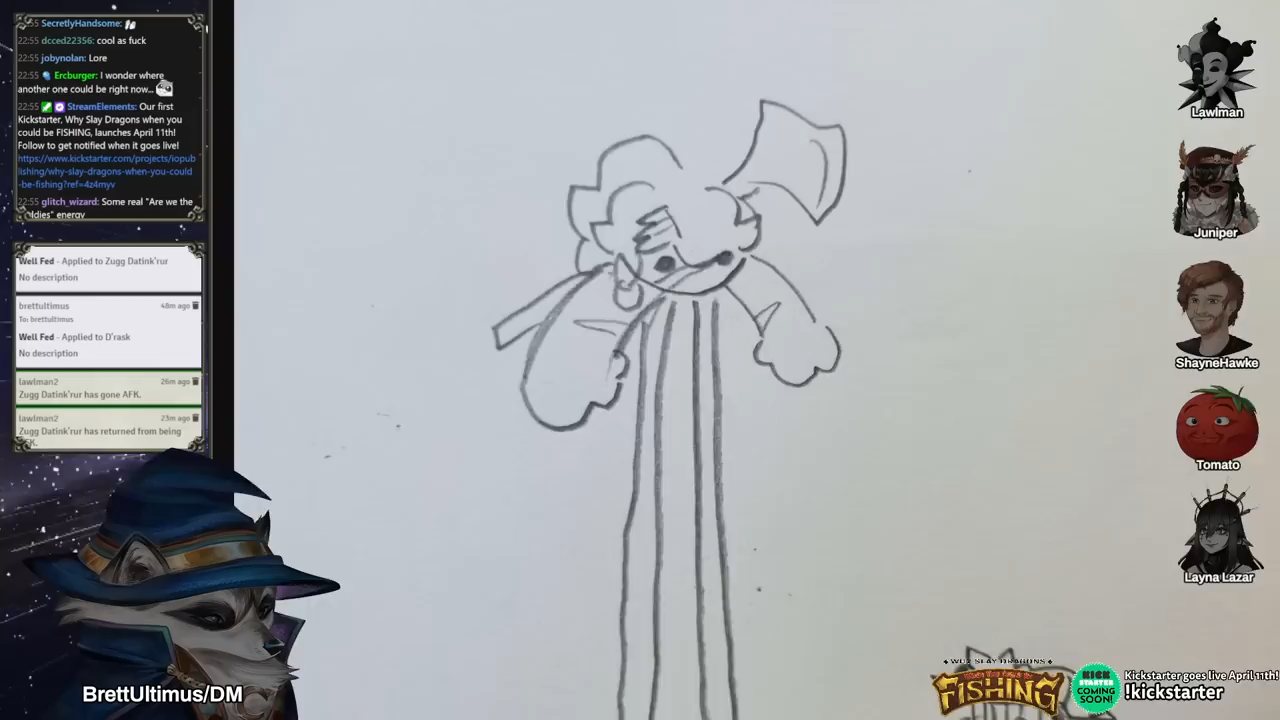 22:55 SecretlyHandsome:
22:55 dcced22356: cool as fuck
22:55 jobynolan: Lore
22:55 Ercburger: I wonder where
another one could be right now...
22:55 StreamElements: Our first
Kickstarter, Why Slay Dragons when you
could be FISHING, launches April 11th!
Follow to get notified when it goes live!
https://www.kickstarter.com/projects/iopub
lishing/why-slay-dragons-when-you-could
-be-fishing?ref=4z4myv
22:55 glitch_wizard: Some real "Are we the
energy
Well Fed - Applied to Zugg Datink'rur
No description
brettultimus 48m ago
To: brettultimus
Well Fed - Applied to D'rask
No description
lawlman2 26m ago
Zugg Datink'rur has gone AFK.
lawlman2 23m ago
Zugg Datink'rur has returned from being
BrettUltimus/DM
Lawlman
Juniper
ShayneHawke
Tomato
Layna Lazar
WHY SLAY DRAGONS
FISHING
KICK
STARTER
COMING
SOON!
Kickstarter goes live April 11th!
!kickstarter